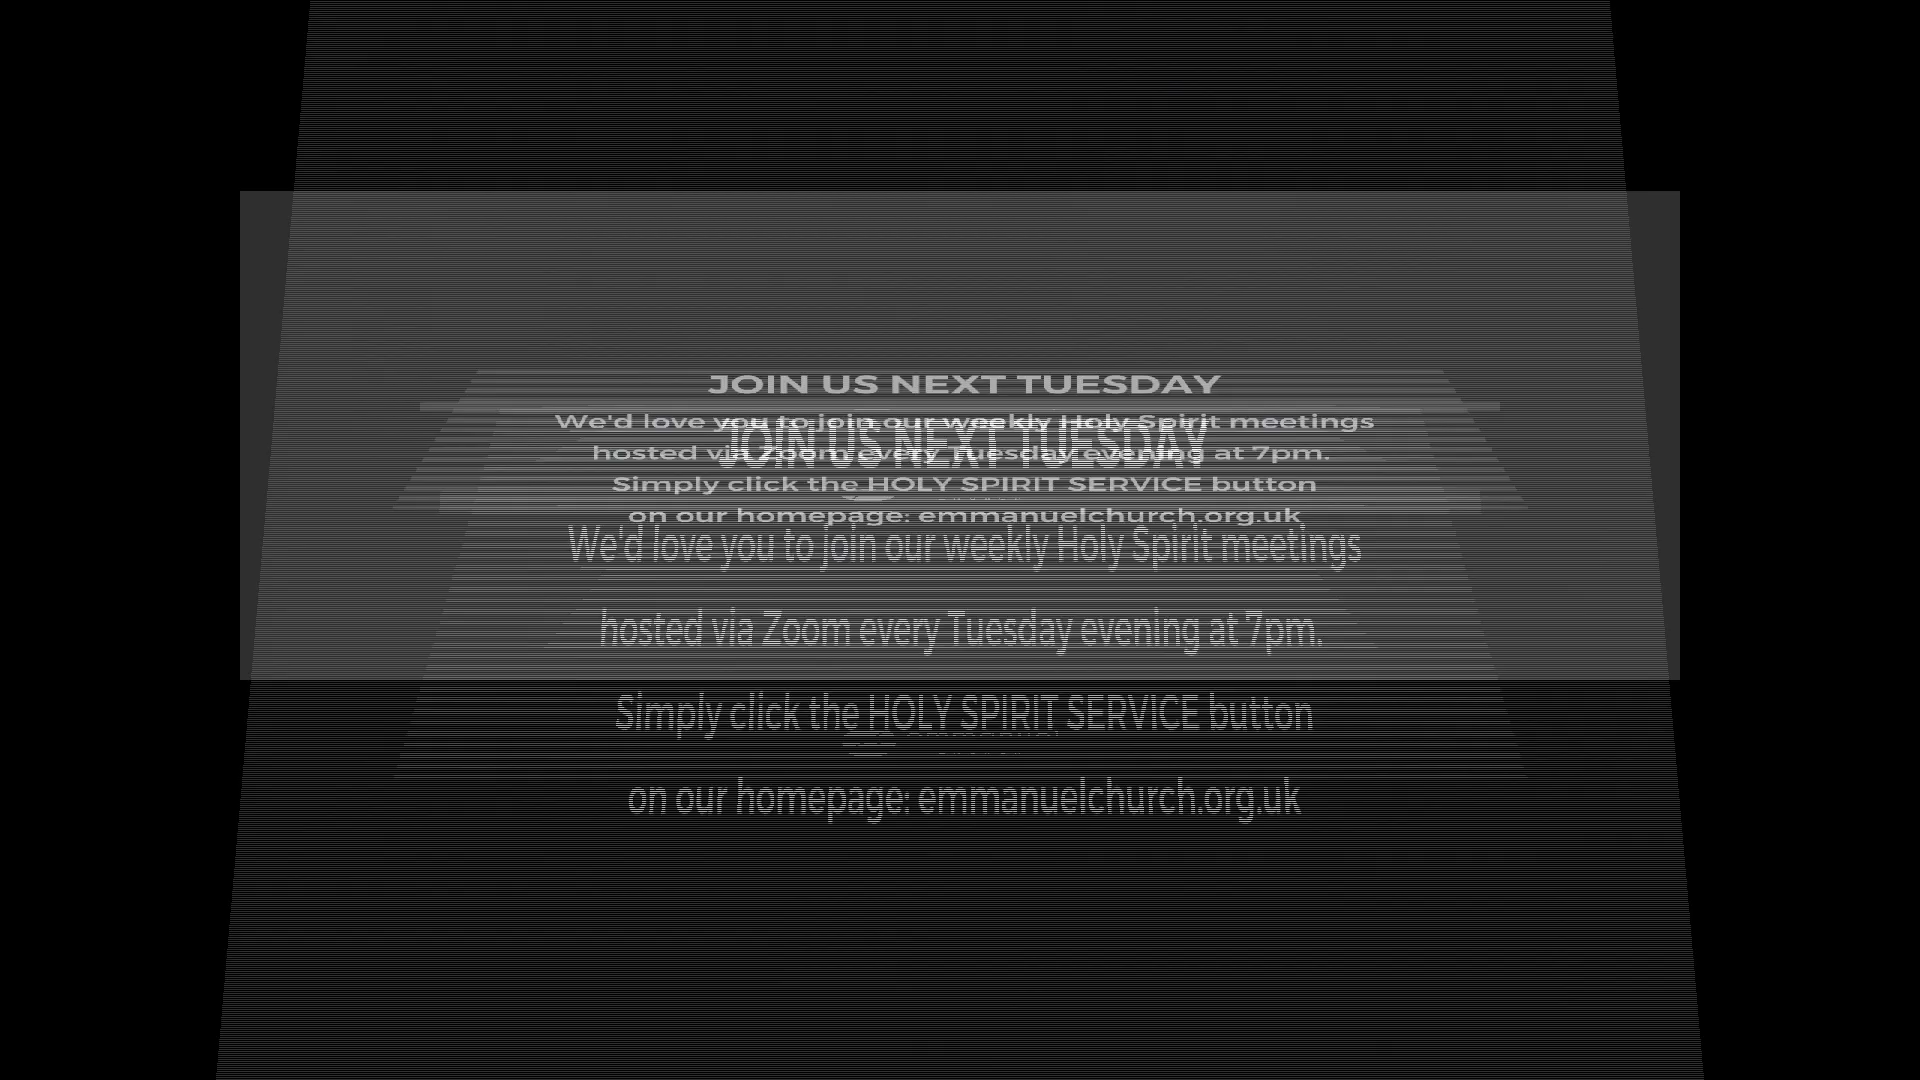 JOIN US NEXT TUESDAY
We'd love you to join our weekly Holy Spirit meetings
hosted via Zoom every Tuesday evening at 7pm.
Simply click the HOLY SPIRIT SERVICE button
on our homepage: emmanuelchurch.org.uk
JOIN US NEXT TUESDAY
We'd love you to join our weekly Holy Spirit meetings
hosted via Zoom every Tuesday evening at 7pm.
Simply click the HOLY SPIRIT SERVICE button
on our homepage: emmanuelchurch.org.uk